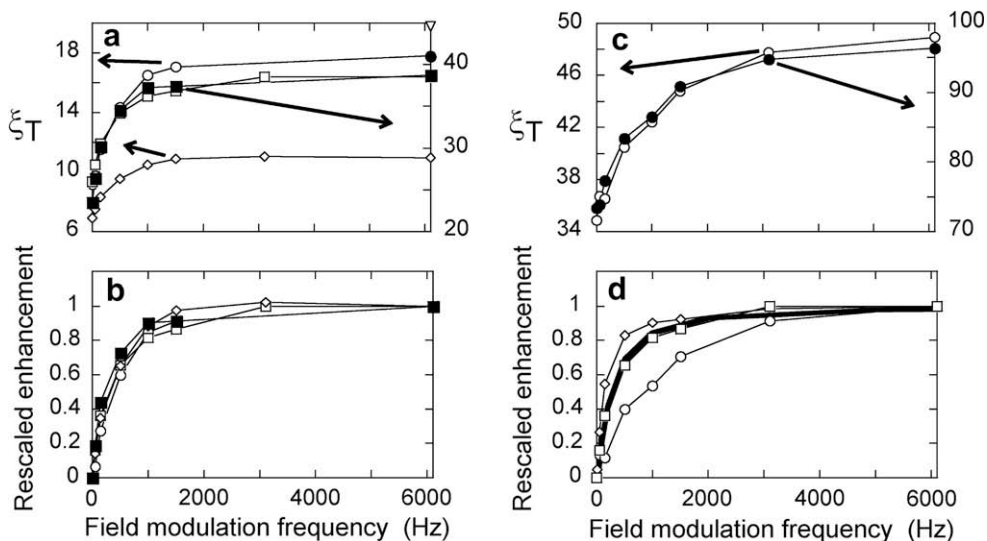 a
18
14
10
6
ξT
40
30
20
c
50
46
42
38
34
ξT
100
90
80
70
b
1
0.8
0.6
0.4
0.2
0
Rescaled enhancement
0 2000 4000 6000
Field modulation frequency (Hz)
d
1
0.8
0.6
0.4
0.2
0
Rescaled enhancement
0 2000 4000 6000
Field modulation frequency (Hz)